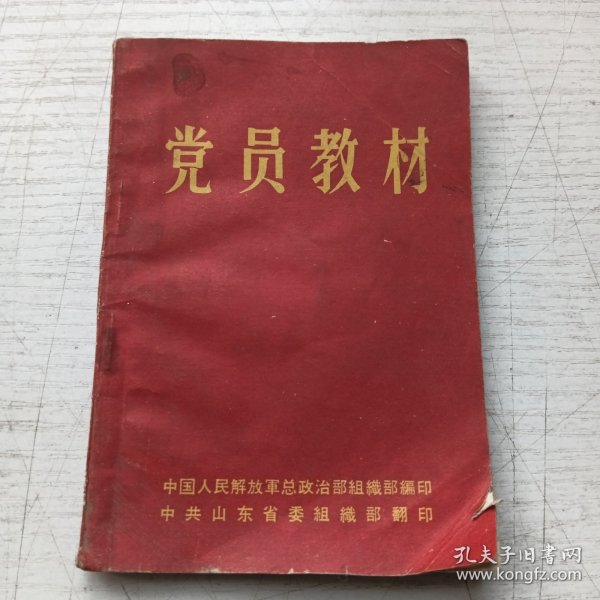 党员教材
中国人民解放軍总政治部組織部編印
中共山东省委組織部翻印
孔夫子旧书网
www.kongfz.com